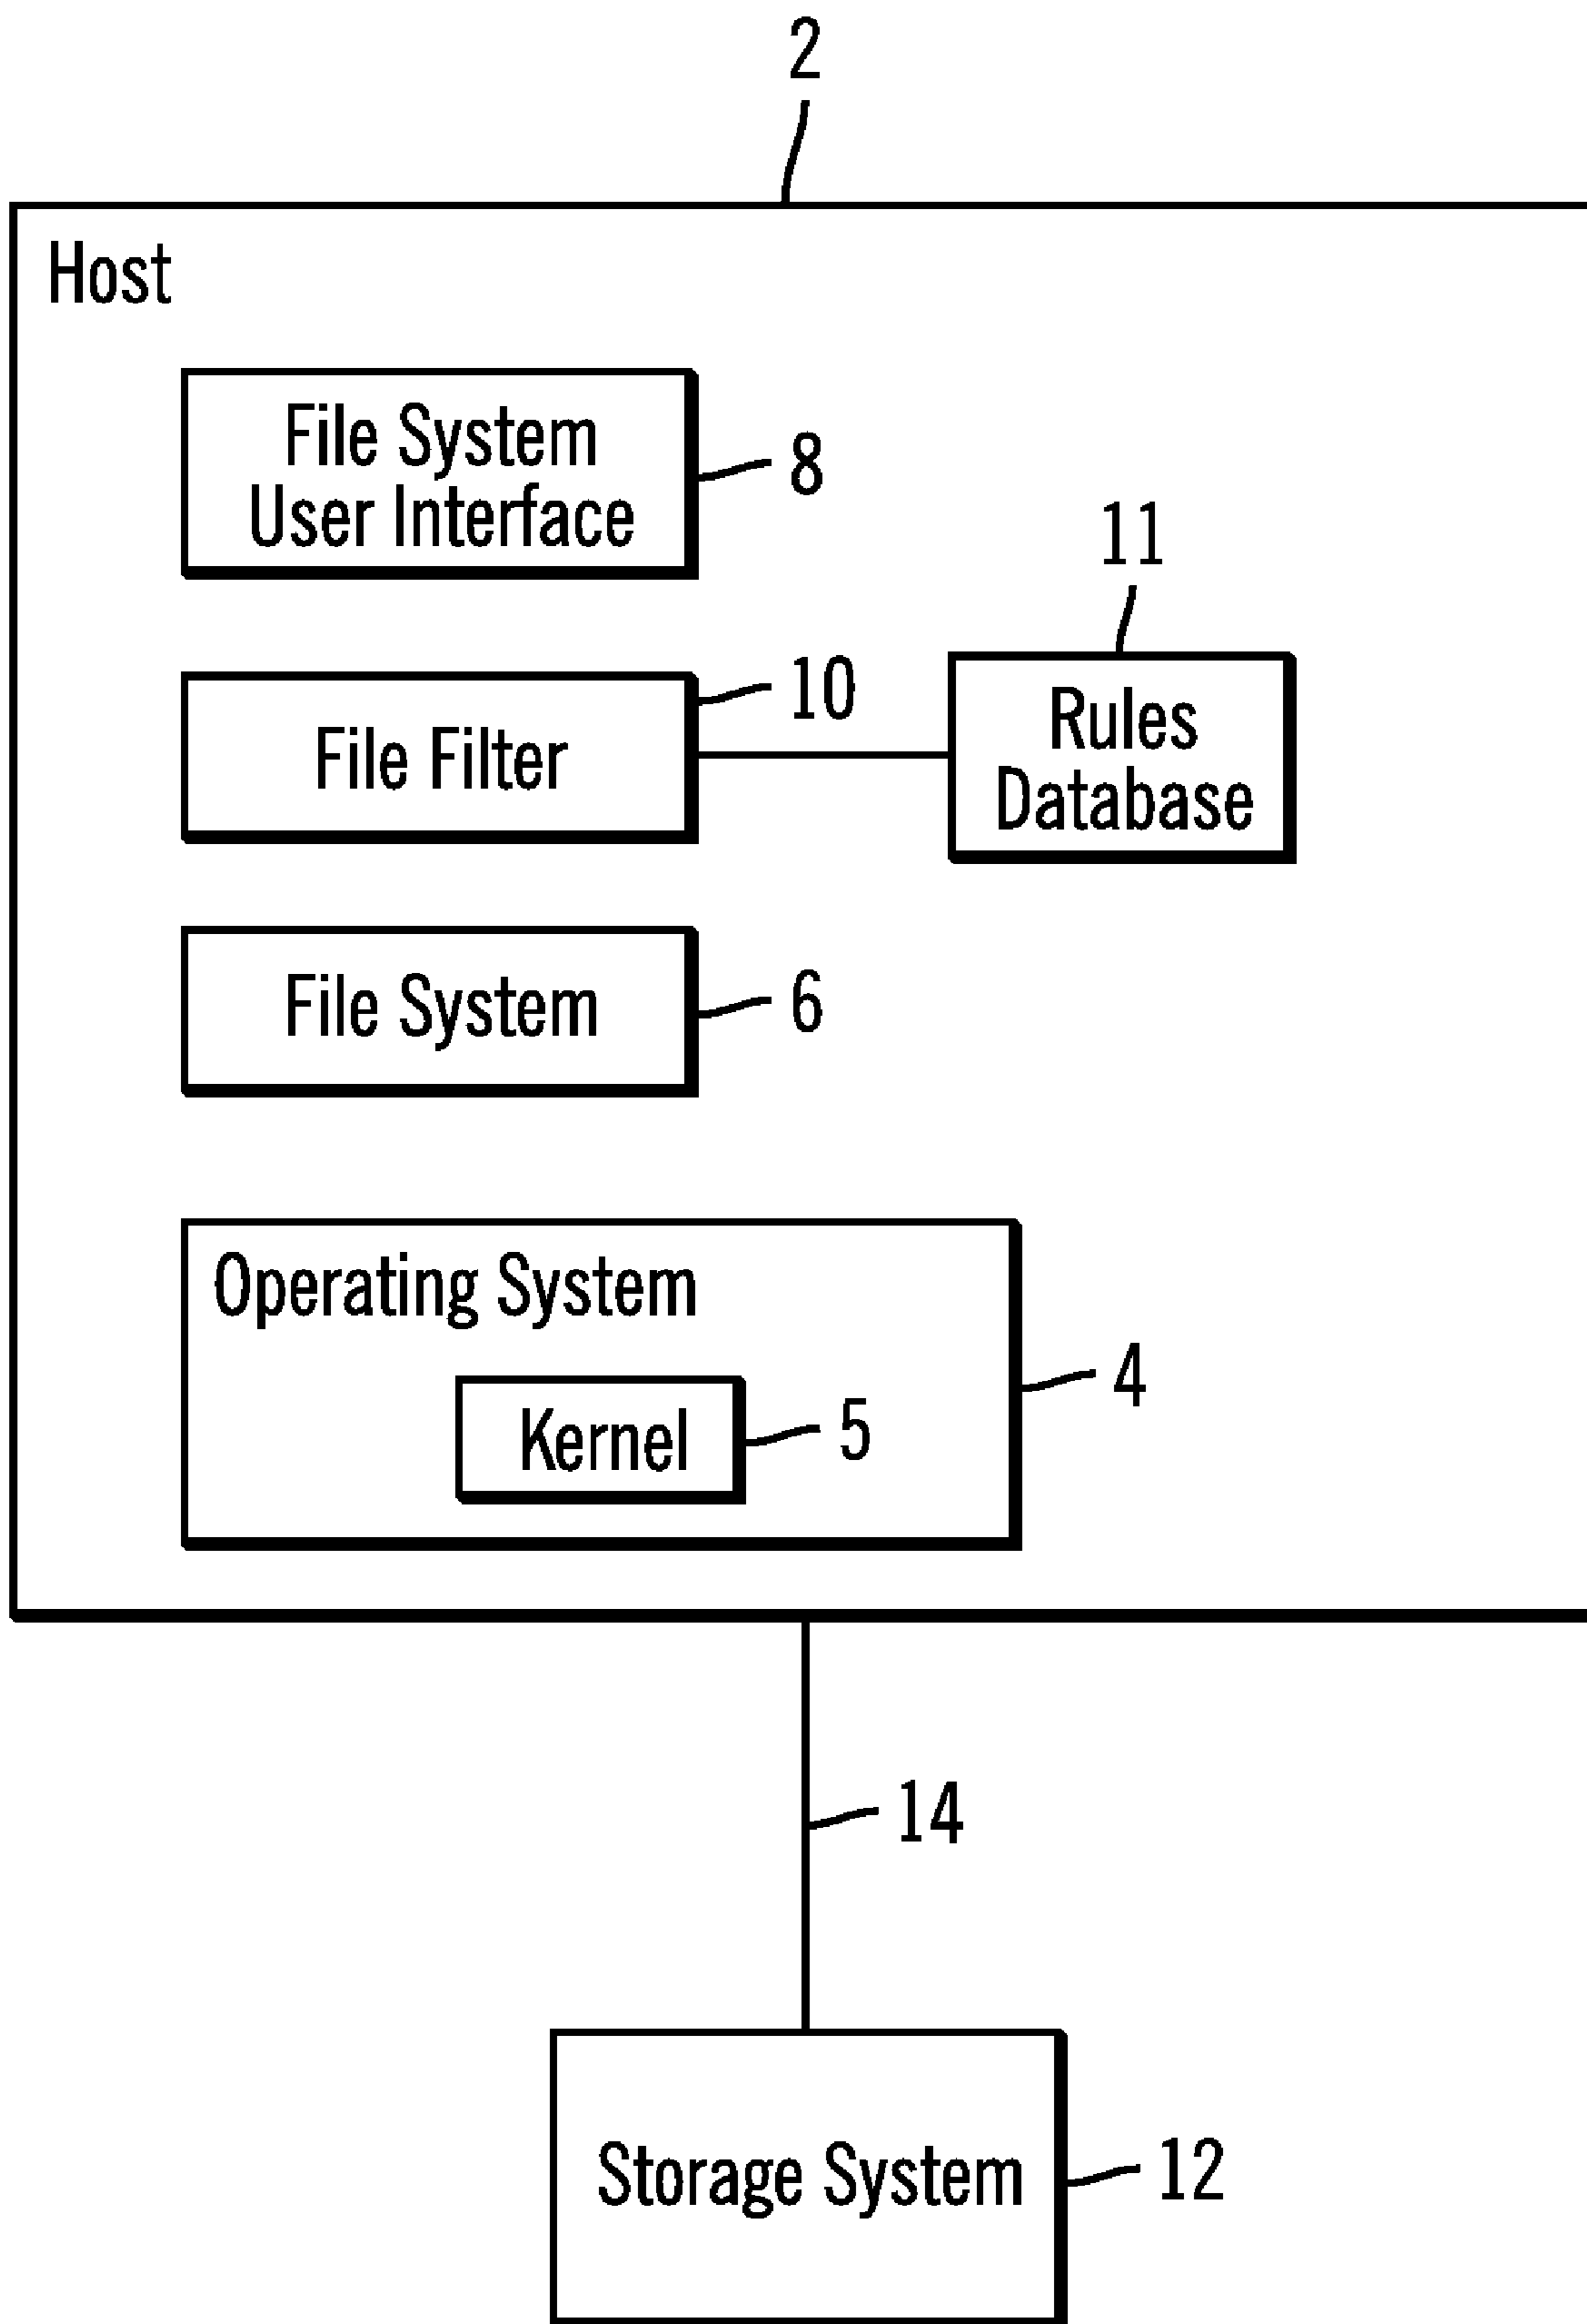 2
Host
File System
User Interface
8
11
File Filter
10
Rules
Database
File System
6
Operating System
4
Kernel
5
14
Storage System
12